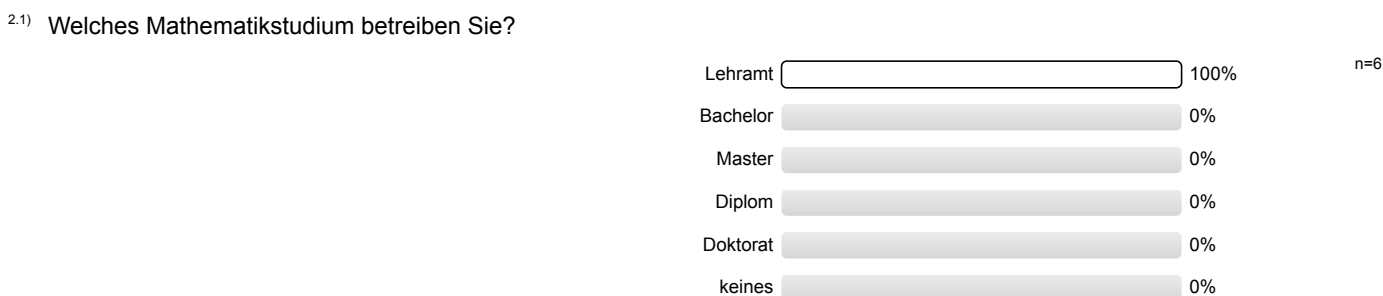 2.1) Welches Mathematikstudium betreiben Sie?
Lehramt 100% n=6
Bachelor 0%
Master 0%
Diplom 0%
Doktorat 0%
keines 0%